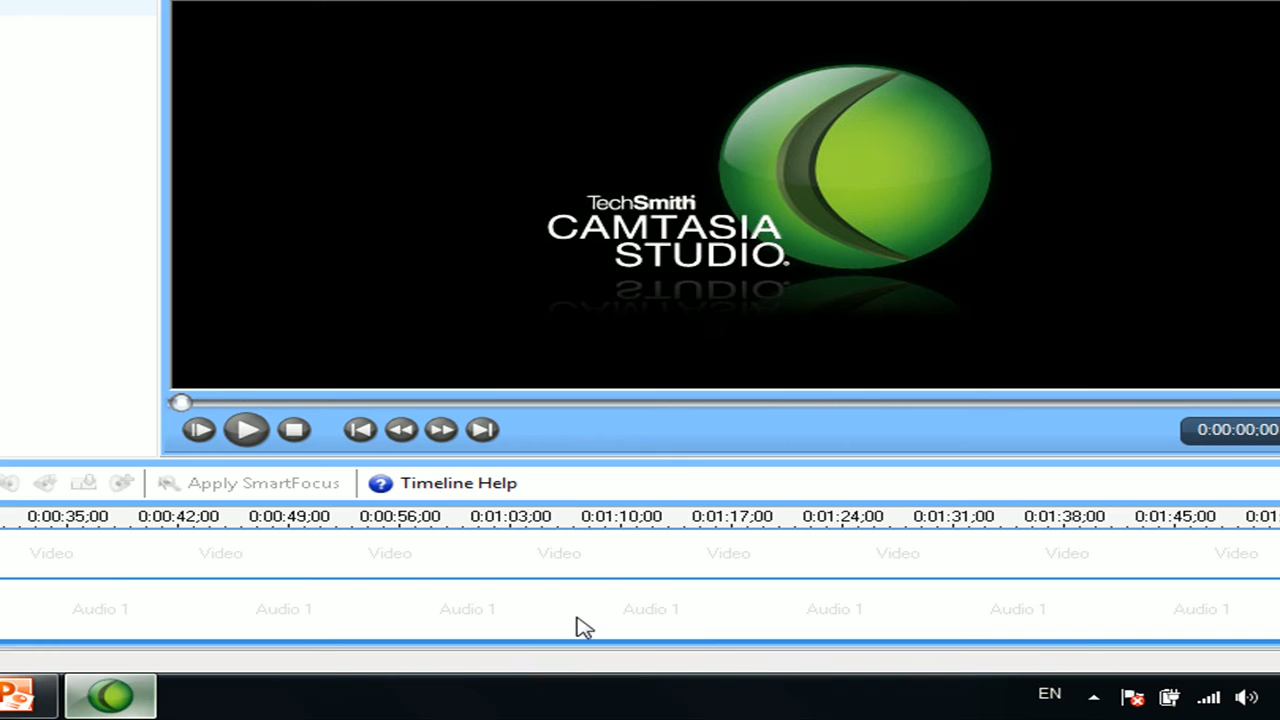 TechSmith
CAMTASIA
STUDIO®
0:00:00;00
Apply SmartFocus
Timeline Help
0:00:35;00 0:00:42;00 0:00:49;00 0:00:56;00 0:01:03;00 0:01:10;00 0:01:17;00 0:01:24;00 0:01:31;00 0:01:38;00 0:01:45;00 0:01:
Video Video Video Video Video Video Video Video
Audio 1 Audio 1 Audio 1 Audio 1 Audio 1 Audio 1 Audio 1
P
EN